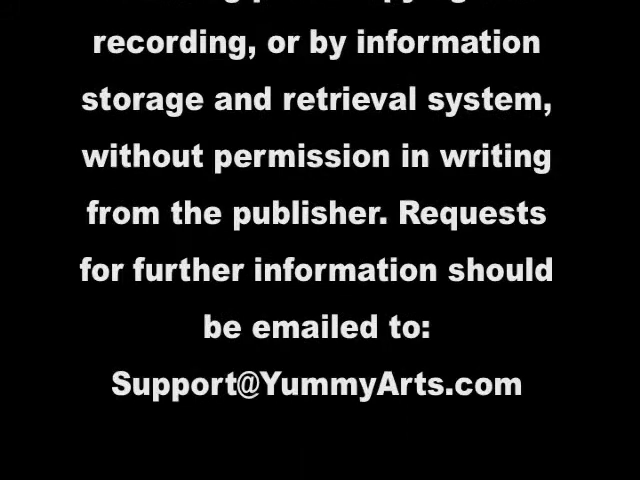 recording, or by information
storage and retrieval system,
without permission in writing
from the publisher. Requests
for further information should
be emailed to:
Support@YummyArts.com